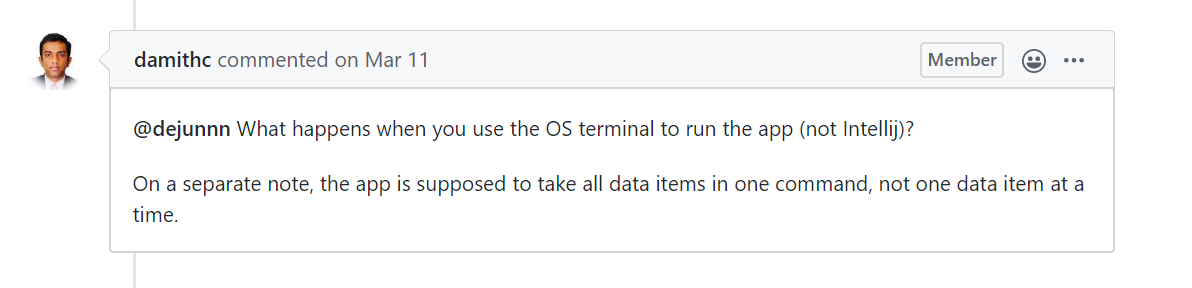 damithc commented on Mar 11
Member
@dejunnn What happens when you use the OS terminal to run the app (not Intellij)?
On a separate note, the app is supposed to take all data items in one command, not one data item at a
time.